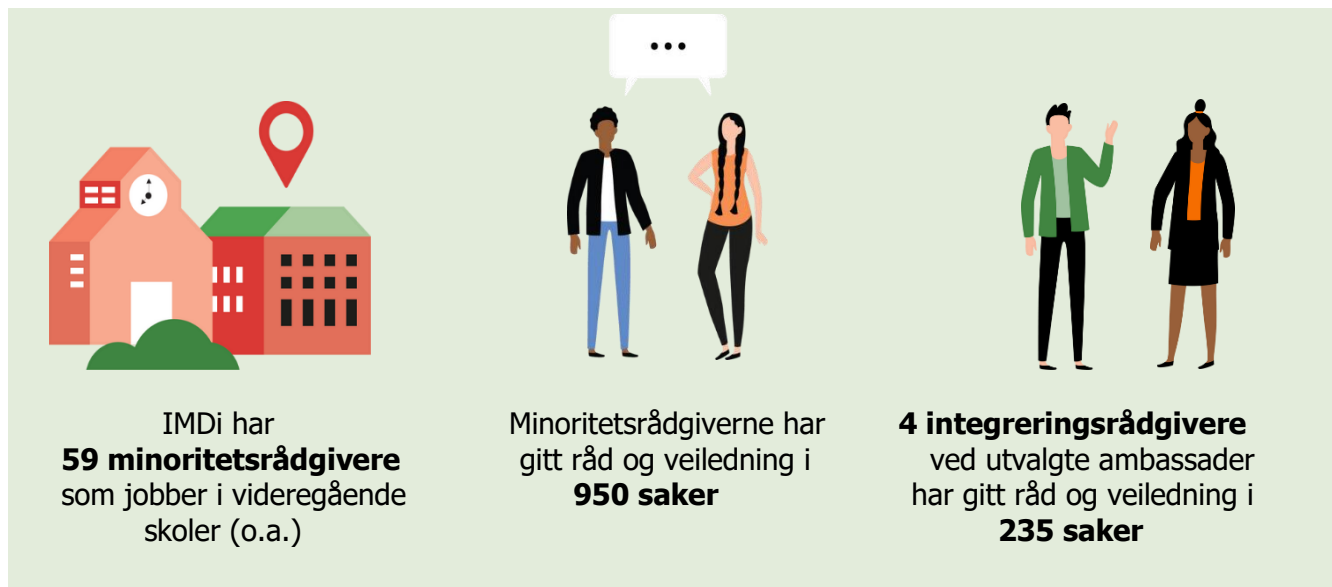 IMDi har
59 minoritetsrådgivere
som jobber i videregående
skoler (o.a.)
Minoritetsrådgiverne har
gitt råd og veiledning i
950 saker
4 integreringsrådgivere
ved utvalgte ambassader
har gitt råd og veiledning i
235 saker